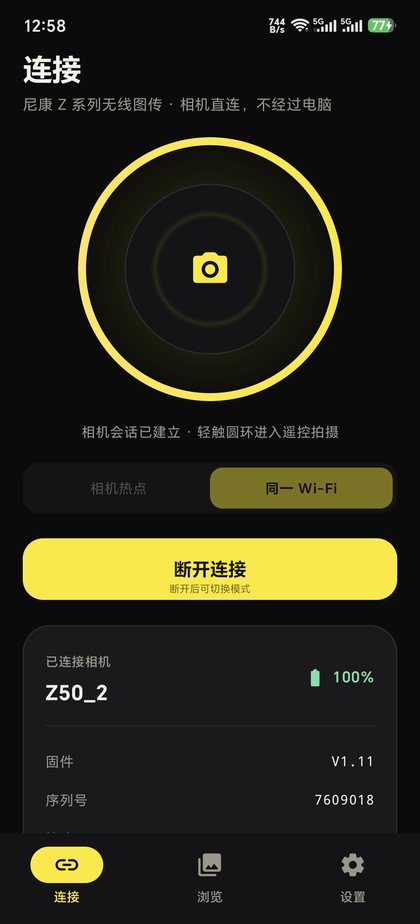 12:58
744 B/s 5G 5G 77
连接
尼康 Z 系列无线图传 · 相机直连，不经过电脑
相机会话已建立 · 轻触圆环进入遥控拍摄
相机热点 同一 Wi-Fi
断开连接
断开后可切换模式
已连接相机
Z50_2 100%
固件 V1.11
序列号 7609018
连接 浏览 设置